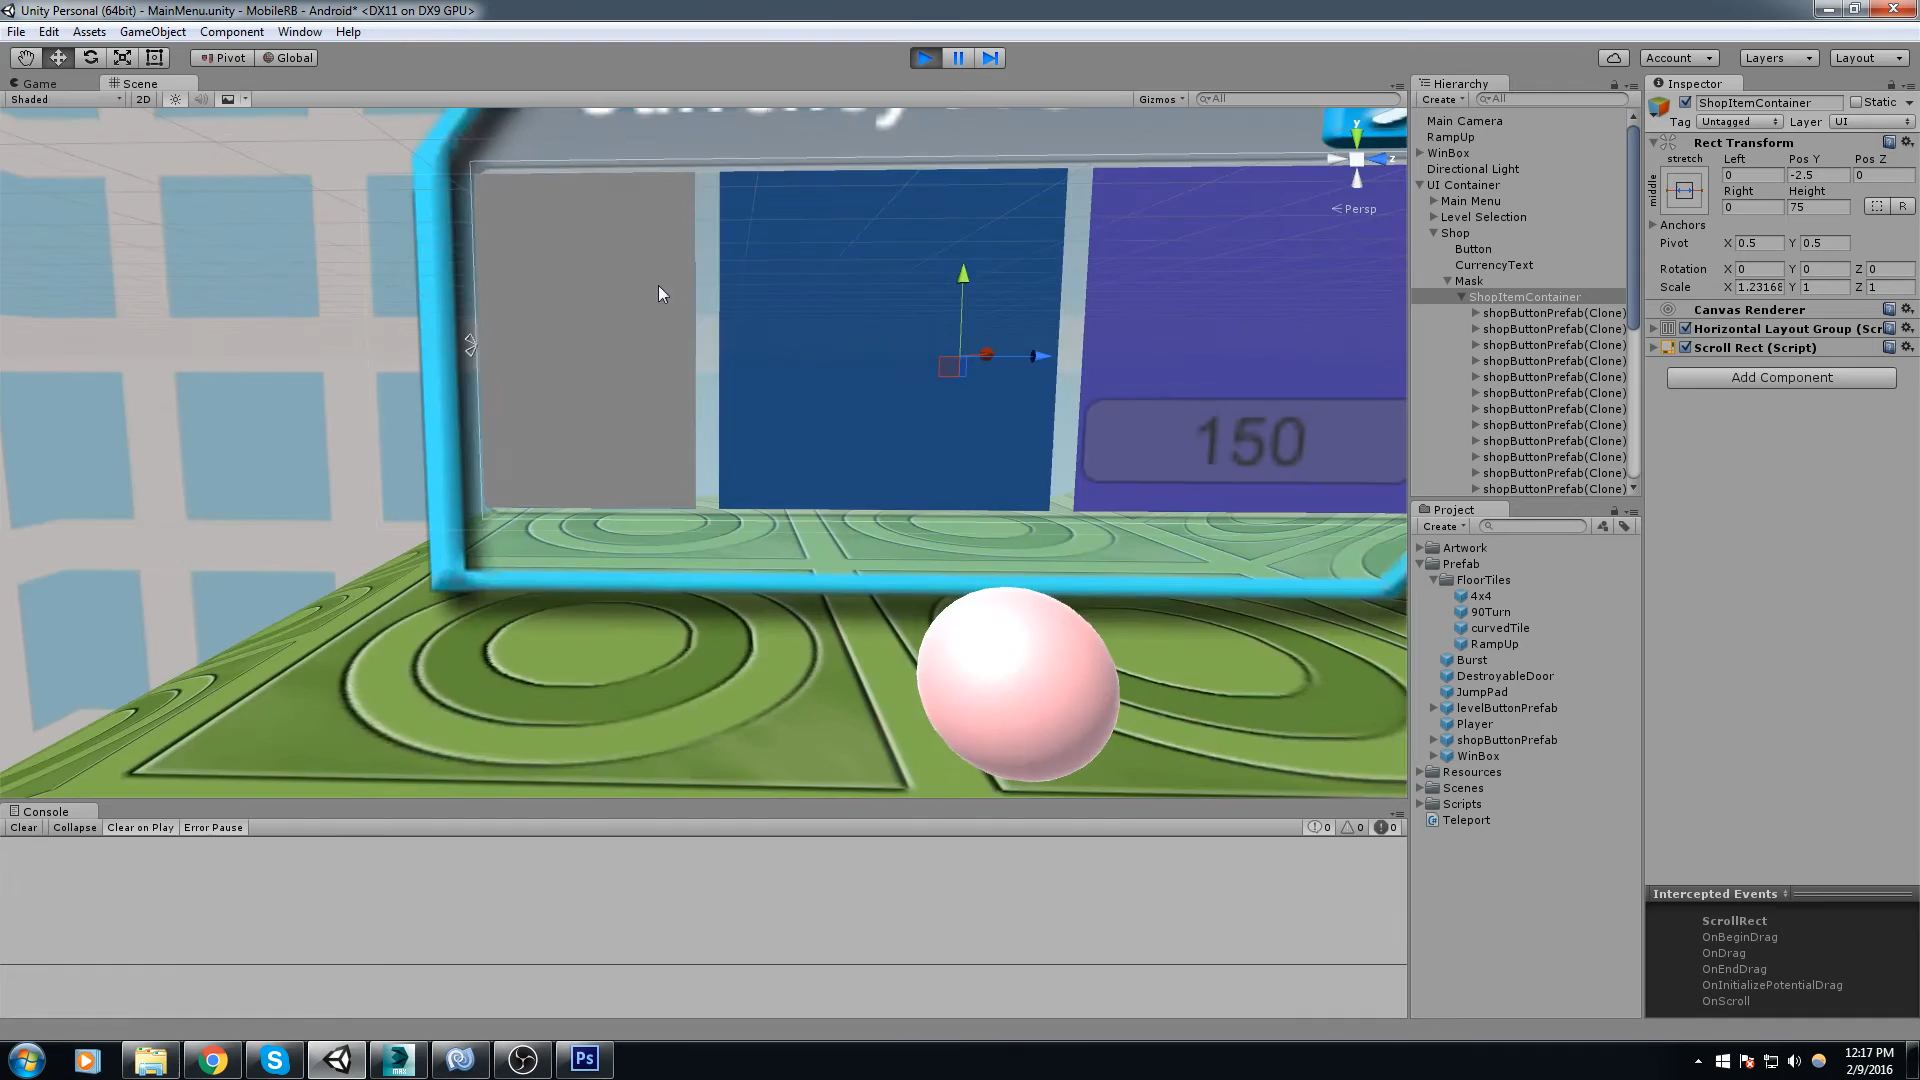 Unity Personal (64bit) - MainMenu.unity - MobileRB - Android* <DX11 on DX9 GPU>
File Edit Assets GameObject Component Window Help
Pivot Global Account Layers Layout
Game Scene
Shaded 2D Gizmos All
y
z
Persp
150
Hierarchy
Create All
Main Camera
RampUp
WinBox
Directional Light
UI Container
Main Menu
Level Selection
Shop
Button
CurrencyText
Mask
ShopItemContainer
shopButtonPrefab(Clone)
shopButtonPrefab(Clone)
shopButtonPrefab(Clone)
shopButtonPrefab(Clone)
shopButtonPrefab(Clone)
shopButtonPrefab(Clone)
shopButtonPrefab(Clone)
shopButtonPrefab(Clone)
shopButtonPrefab(Clone)
shopButtonPrefab(Clone)
shopButtonPrefab(Clone)
shopButtonPrefab(Clone)
Project
Create
Artwork
Prefab
FloorTiles
4x4
90Turn
curvedTile
RampUp
Burst
DestroyableDoor
JumpPad
levelButtonPrefab
Player
shopButtonPrefab
WinBox
Resources
Scenes
Scripts
Teleport
Inspector
ShopItemContainer Static
Tag Untagged Layer UI
Rect Transform
stretch Left Pos Y Pos Z
middle 0 -2.5 0
Right Height
0 75 R
Anchors
Pivot X 0.5 Y 0.5
Rotation X 0 Y 0 Z 0
Scale X 1.23168 Y 1 Z 1
Canvas Renderer
Horizontal Layout Group (Scr
Scroll Rect (Script)
Add Component
Intercepted Events
ScrollRect
OnBeginDrag
OnDrag
OnEndDrag
OnInitializePotentialDrag
OnScroll
Console
Clear Collapse Clear on Play Error Pause 0 0 0
MAX
Ps
12:17 PM
2/9/2016